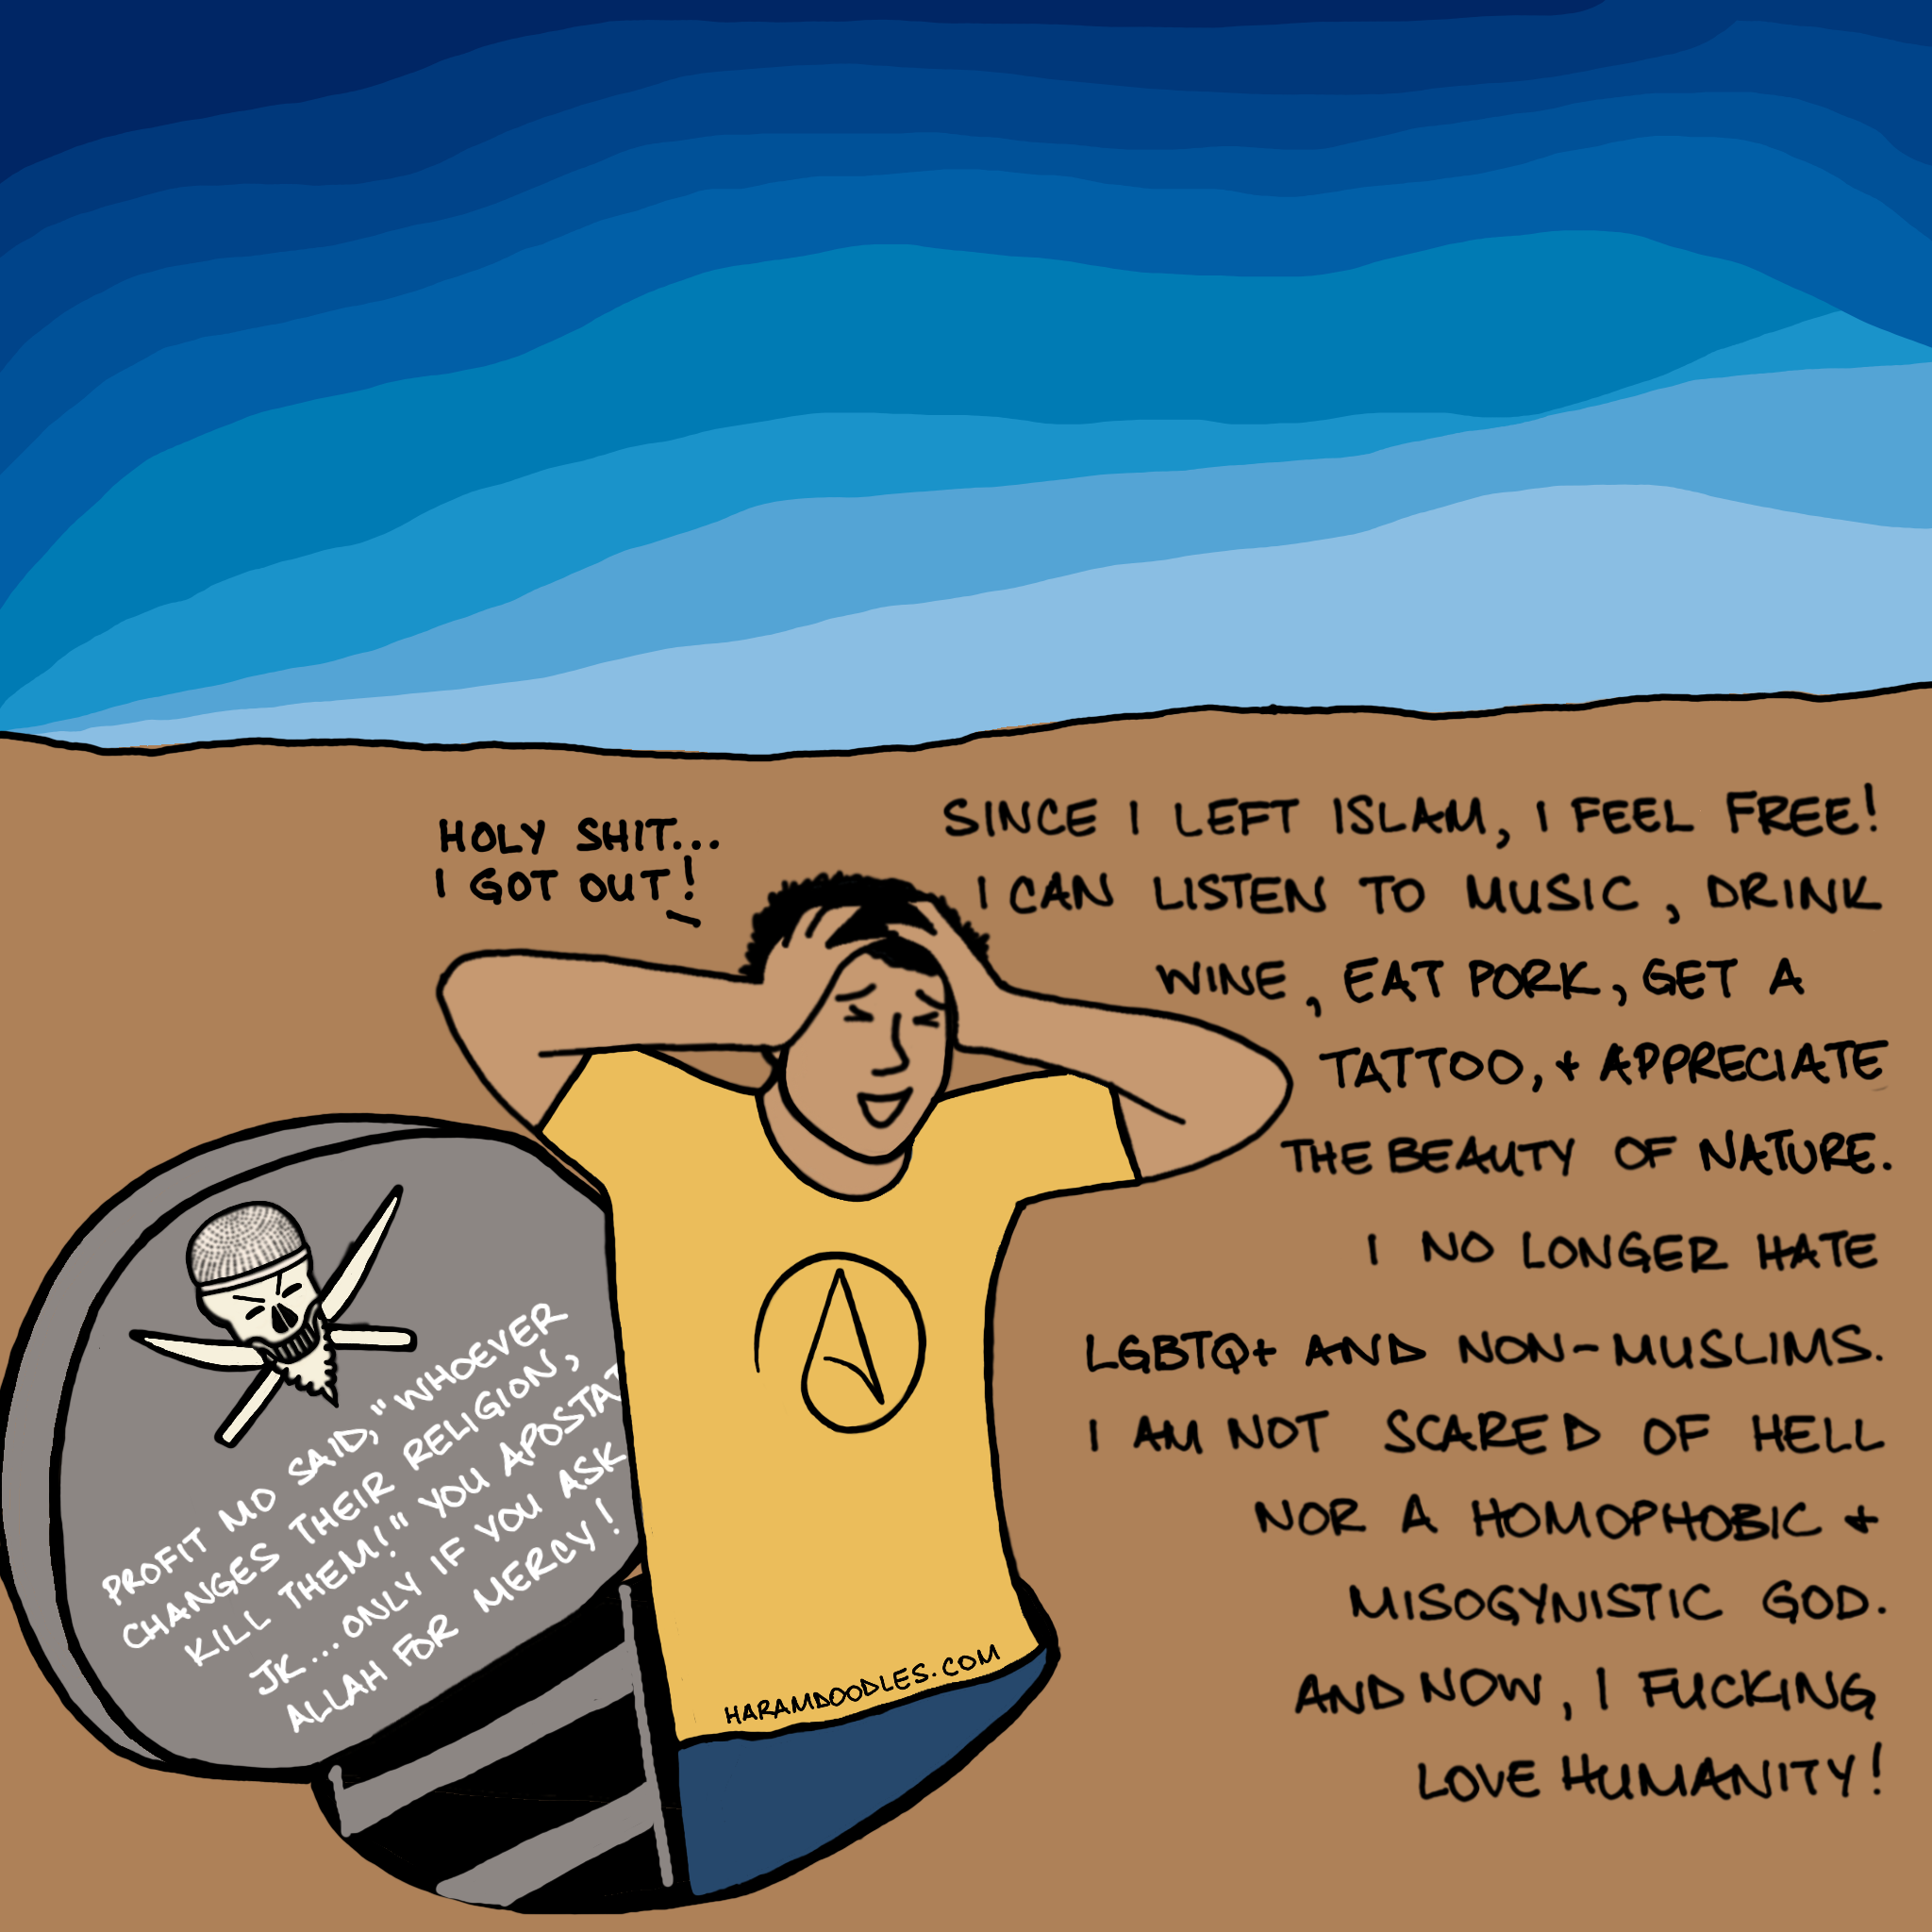 HOLY SHIT...
I GOT OUT!
SINCE I LEFT ISLAM, I FEEL FREE!
I CAN LISTEN TO MUSIC, DRINK
WINE, EAT PORK, GET A
TATTOO, & APPRECIATE
THE BEAUTY OF NATURE.
I NO LONGER HATE
LGBTQ+ AND NON-MUSLIMS.
I AM NOT SCARED OF HELL
NOR A HOMOPHOBIC &
MISOGYNISTIC GOD.
AND NOW, I FUCKING
LOVE HUMANITY!
PROFIT MO SAID, "WHOEVER
CHANGES THEIR RELIGION,
KILL THEM!" YOU APOSTAT
JK... ONLY IF YOU ASK
ALLAH FOR MERCY!
HARAMDOODLES.COM